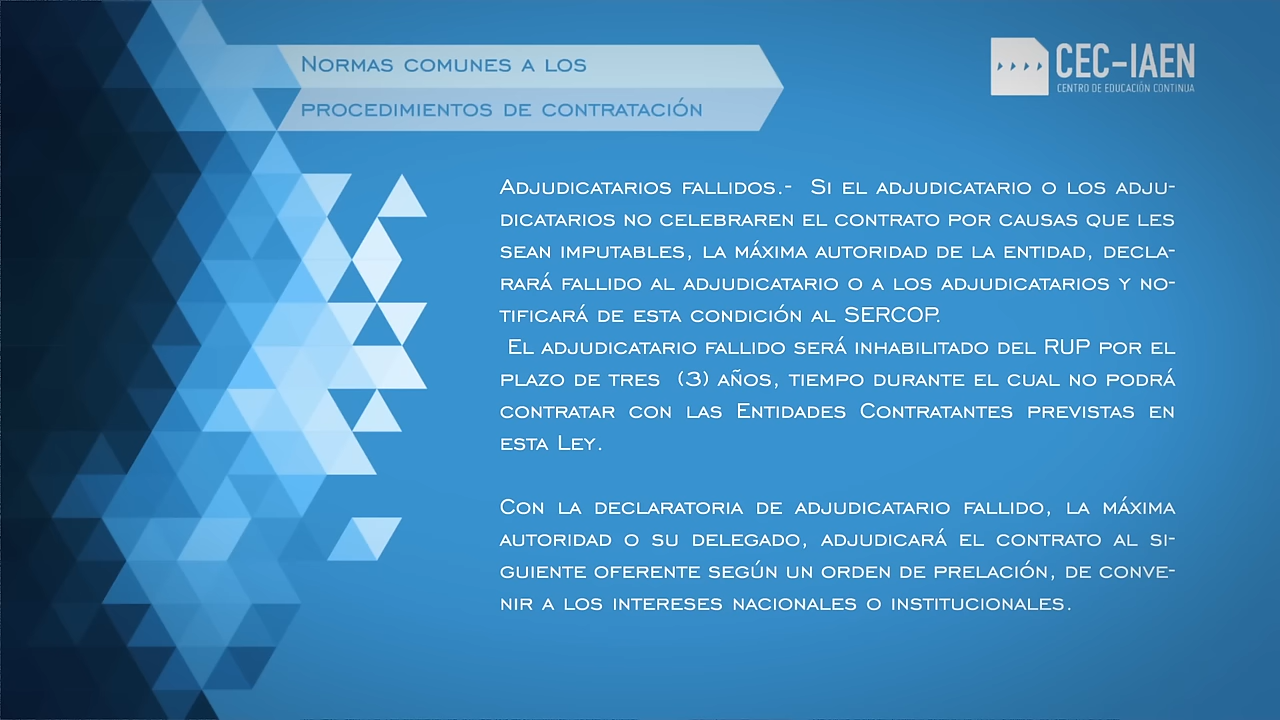 Normas comunes a los
procedimientos de contratación
CEC-IAEN
CENTRO DE EDUCACIÓN CONTINUA
Adjudicatarios fallidos.- Si el adjudicatario o los adju-
dicatarios no celebraren el contrato por causas que les
sean imputables, la máxima autoridad de la entidad, decla-
rará fallido al adjudicatario o a los adjudicatarios y no-
tificará de esta condición al SERCOP.
El adjudicatario fallido será inhabilitado del RUP por el
plazo de tres (3) años, tiempo durante el cual no podrá
contratar con las Entidades Contratantes previstas en
esta Ley.
Con la declaratoria de adjudicatario fallido, la máxima
autoridad o su delegado, adjudicará el contrato al si-
guiente oferente según un orden de prelación, de conve-
nir a los intereses nacionales o institucionales.